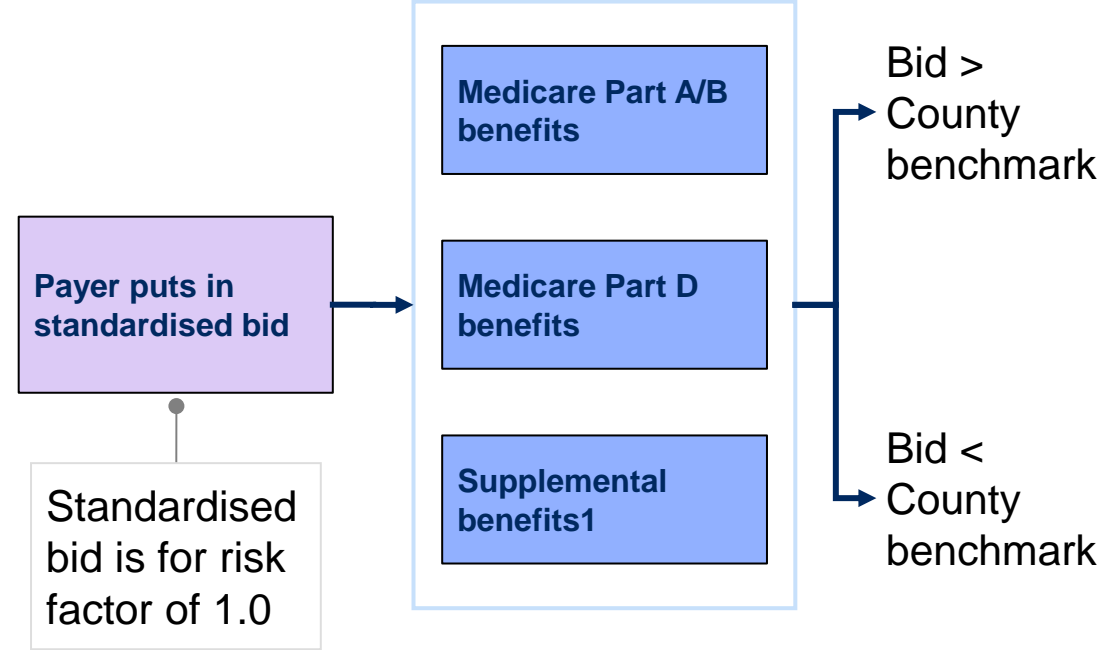 Payer puts in
standardised bid
Standardised
bid is for risk
factor of 1.0
Medicare Part A/B
benefits
Medicare Part D
benefits
Supplemental
benefits1
Bid >
County
benchmark
Bid <
County
benchmark